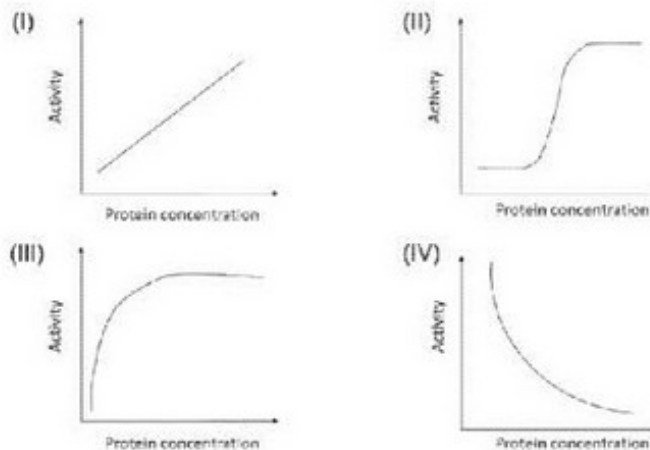 (I)
(II)
Activity
Activity
Protein concentration
Protein concentration
(III)
(IV)
Activity
Activity
Protein concentration
Protein concentration